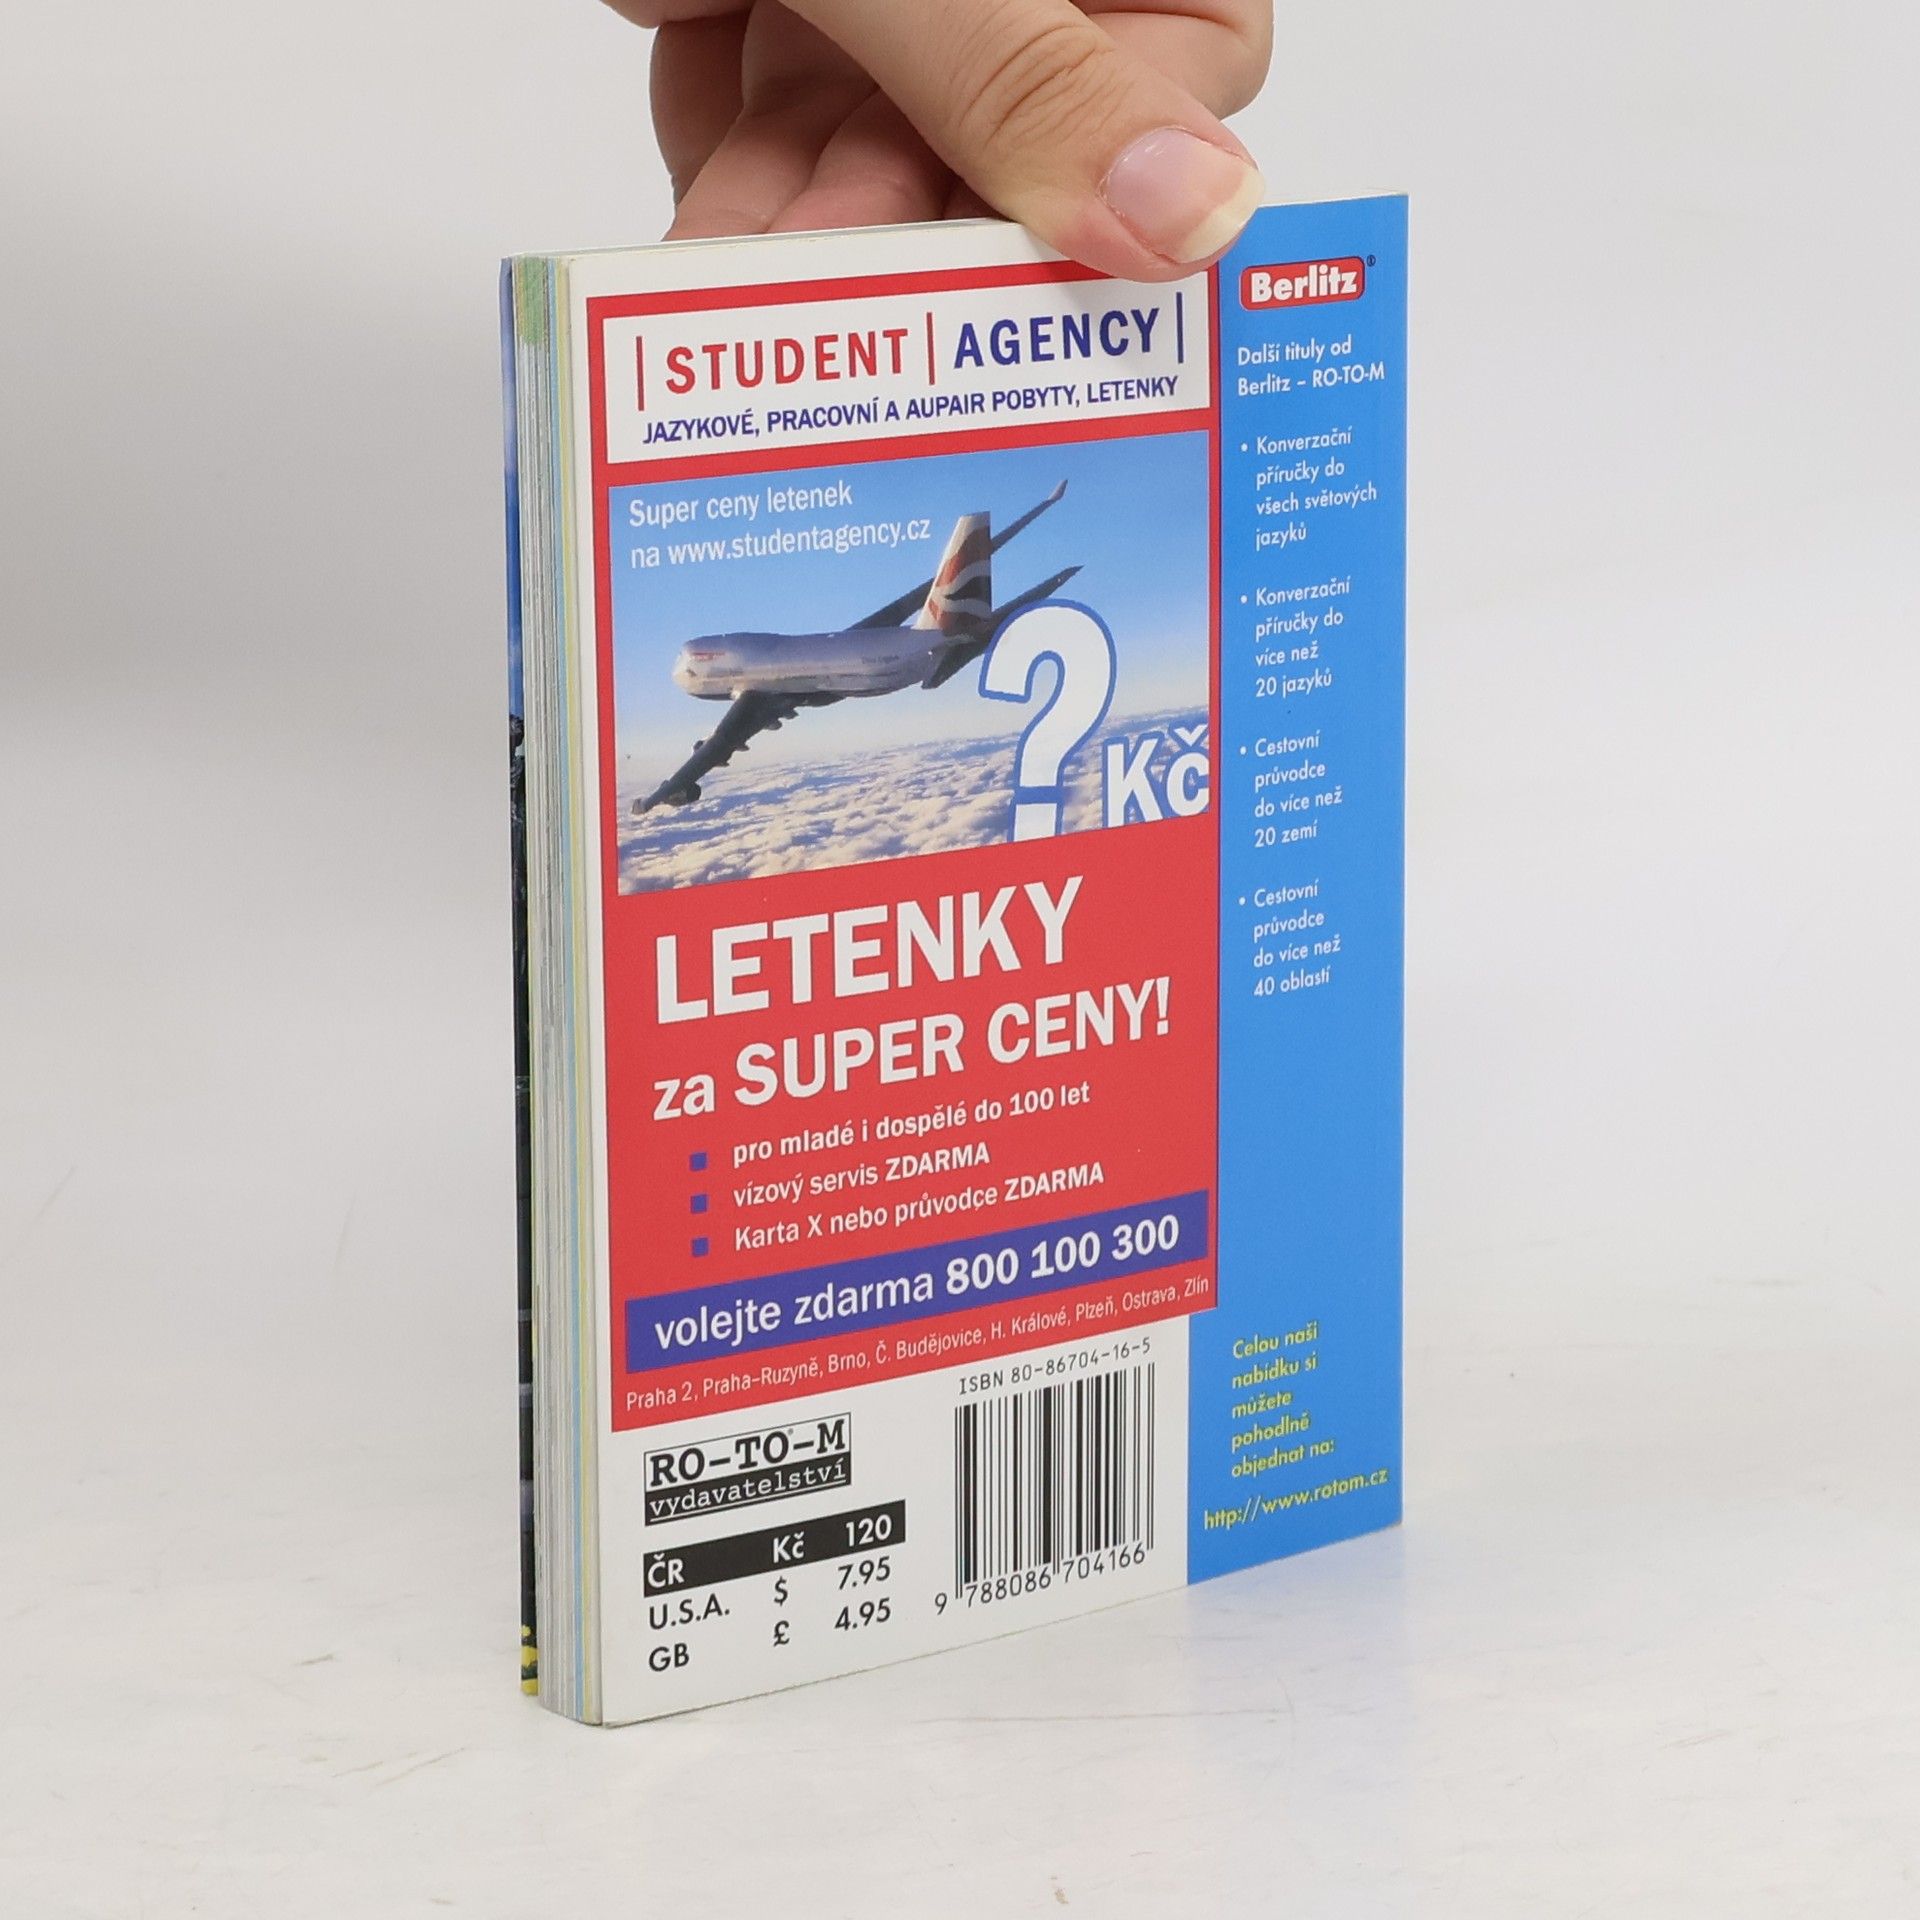 STUDENT AGENCY
JAZYKOVÉ, PRACOVNÍ A AUPAIR POBYTY, LETENKY
Super ceny letenek
na www.studentagency.cz
? Kč
LETENKY
za SUPER CENY!
pro mladé i dospělé do 100 let
vízový servis ZDARMA
Karta X nebo průvodce ZDARMA
volejte zdarma 800 100 300
Praha 2, Praha–Ruzyně, Brno, Č. Budějovice, H. Králové, Plzeň, Ostrava, Zlín
RO–TO–M
vydavatelství
ČR Kč 120
U.S.A. $ 7.95
GB £ 4.95
ISBN 80-86704-16-5
9 788086 704166
Berlitz®
Další tituly od
Berlitz – RO-TO-M
• Konverzační
příručky do
všech světových
jazyků
• Konverzační
příručky do
více než
20 jazyků
• Cestovní
průvodce
do více než
20 zemí
• Cestovní
průvodce
do více než
40 oblastí
Celou naši
nabídku si
můžete
pohodlně
objednat na:
http://www.rotom.cz